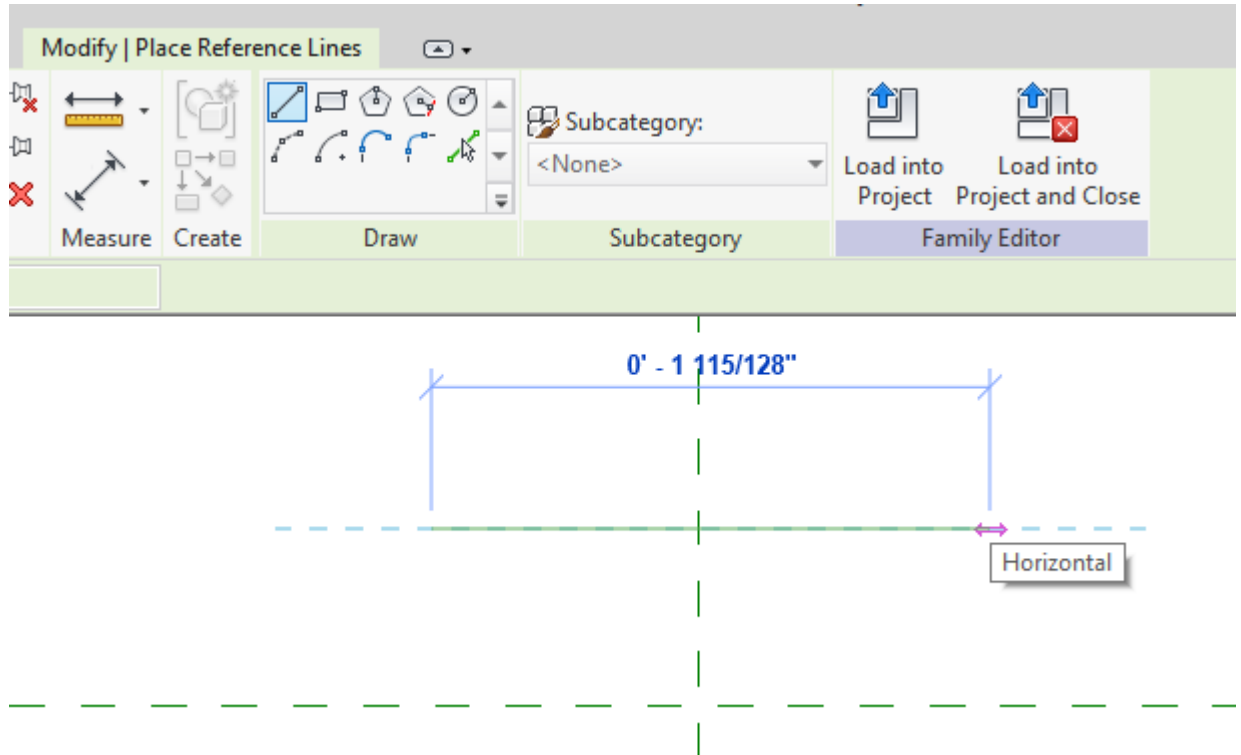 Modify | Place Reference Lines
Subcategory:
<None>
Load into
Project
Load into
Project and Close
Measure
Create
Draw
Subcategory
Family Editor
0' - 1 115/128"
Horizontal